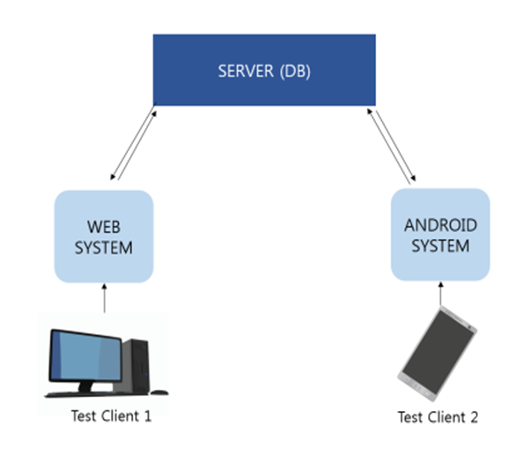 SERVER (DB)
WEB
SYSTEM
ANDROID
SYSTEM
Test Client 1
Test Client 2